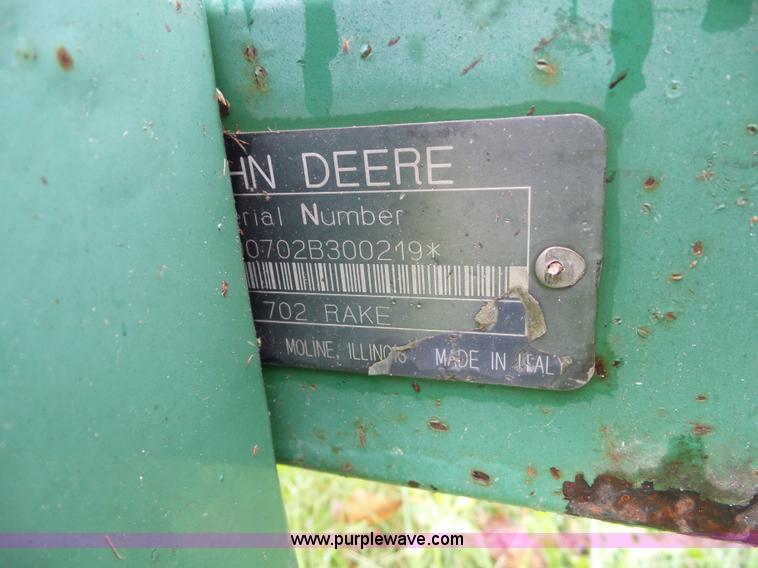 HN DEERE
erial Number
0702B300219*
702 RAKE
MOLINE, ILLINOIS MADE IN ITALY
www.purplewave.com